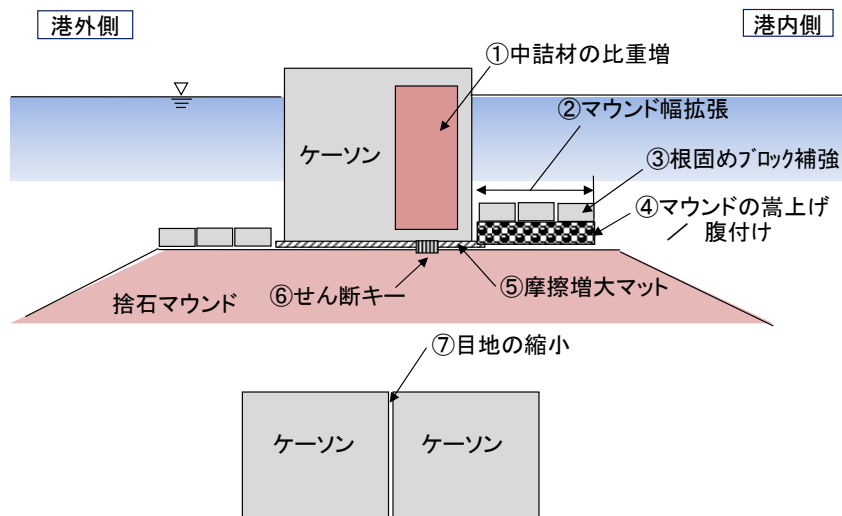 港外側
港内側
①中詰材の比重増
②マウンド幅拡張
ケーソン
③根固めブロック補強
④マウンドの嵩上げ
／ 腹付け
⑥せん断キー
⑤摩擦増大マット
捨石マウンド
⑦目地の縮小
ケーソン
ケーソン